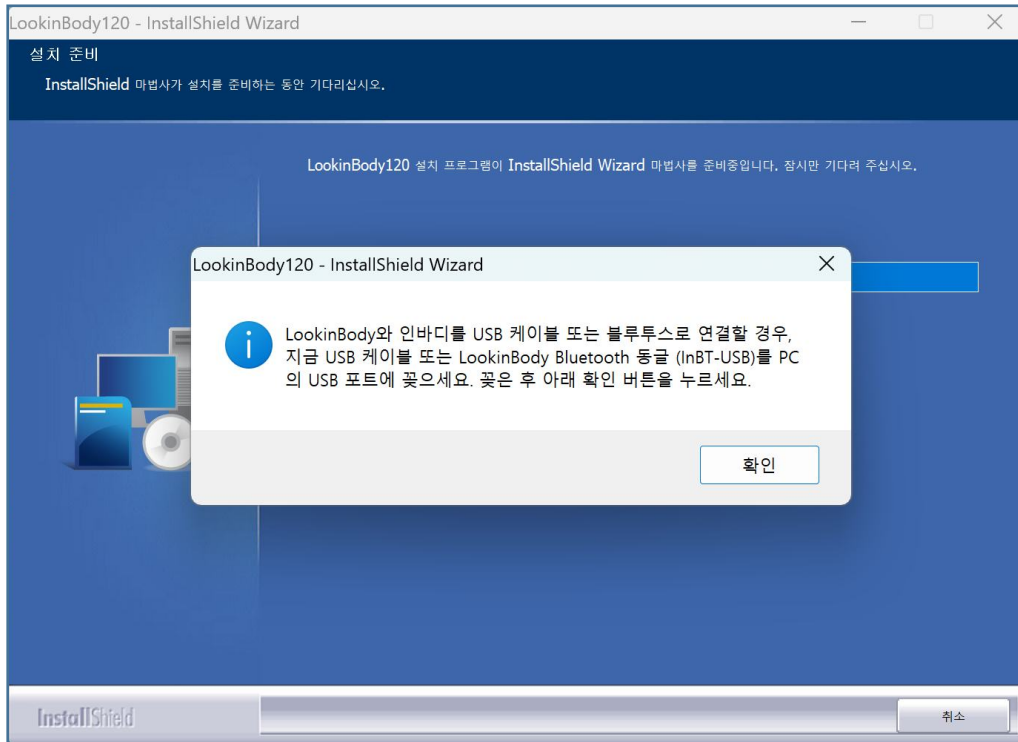 LookinBody120 - InstallShield Wizard
설치 준비
InstallShield 마법사가 설치를 준비하는 동안 기다리십시오.
LookinBody120 설치 프로그램이 InstallShield Wizard 마법사를 준비중입니다. 잠시만 기다려 주십시오.
LookinBody120 - InstallShield Wizard
LookinBody와 인바디를 USB 케이블 또는 블루투스로 연결할 경우,
지금 USB 케이블 또는 LookinBody Bluetooth 동글 (InBT-USB)를 PC
의 USB 포트에 꽂으세요. 꽂은 후 아래 확인 버튼을 누르세요.
확인
InstallShield
취소